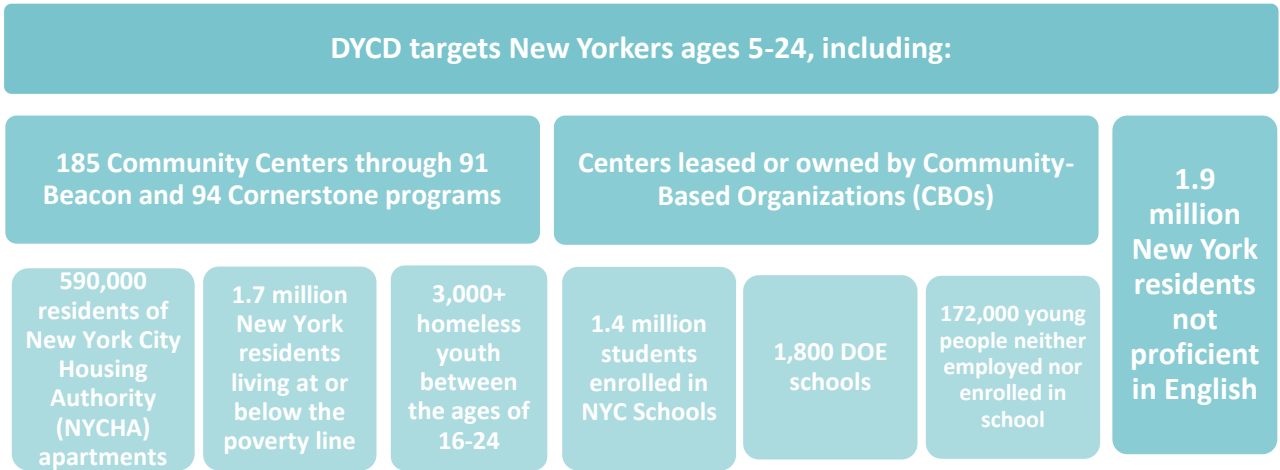 DYCD targets New Yorkers ages 5-24, including:
185 Community Centers through 91
Beacon and 94 Cornerstone programs
Centers leased or owned by Community-
Based Organizations (CBOs)
1.9
million
New York
residents
not
proficient
in English
590,000
residents of
New York City
Housing
Authority
(NYCHA)
apartments
1.7 million
New York
residents
living at or
below the
poverty line
3,000+
homeless
youth
between
the ages of
16-24
1.4 million
students
enrolled in
NYC Schools
1,800 DOE
schools
172,000 young
people neither
employed nor
enrolled in
school